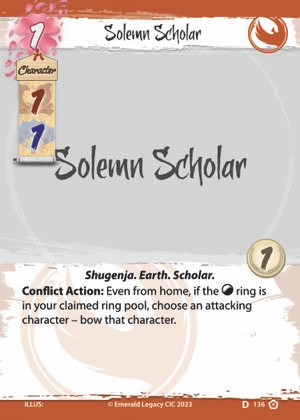 1
Solemn Scholar
Character
1
1
Solemn Scholar
1
Shugenja. Earth. Scholar.
Conflict Action: Even from home, if the ring is
in your claimed ring pool, choose an attacking
character – bow that character.
ILLUS:
© Emerald Legacy CIC 2023
D 136